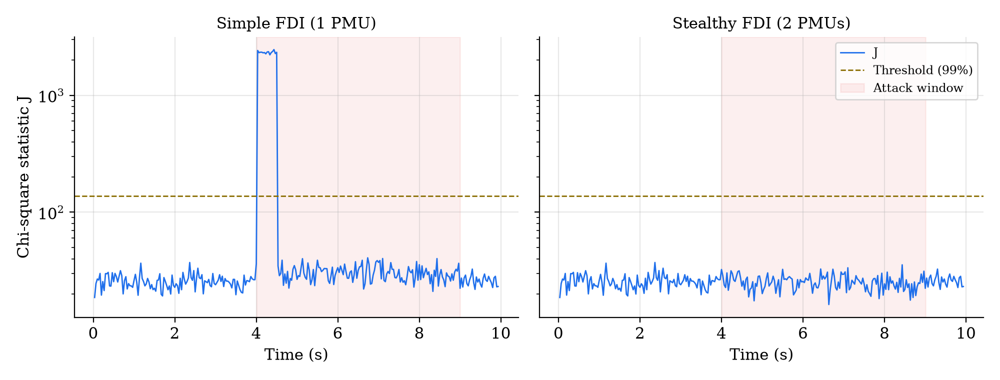 Simple FDI (1 PMU)
Stealthy FDI (2 PMUs)
Chi-square statistic J
10³
10²
0 2 4 6 8 10
Time (s)
J
Threshold (99%)
Attack window
0 2 4 6 8 10
Time (s)